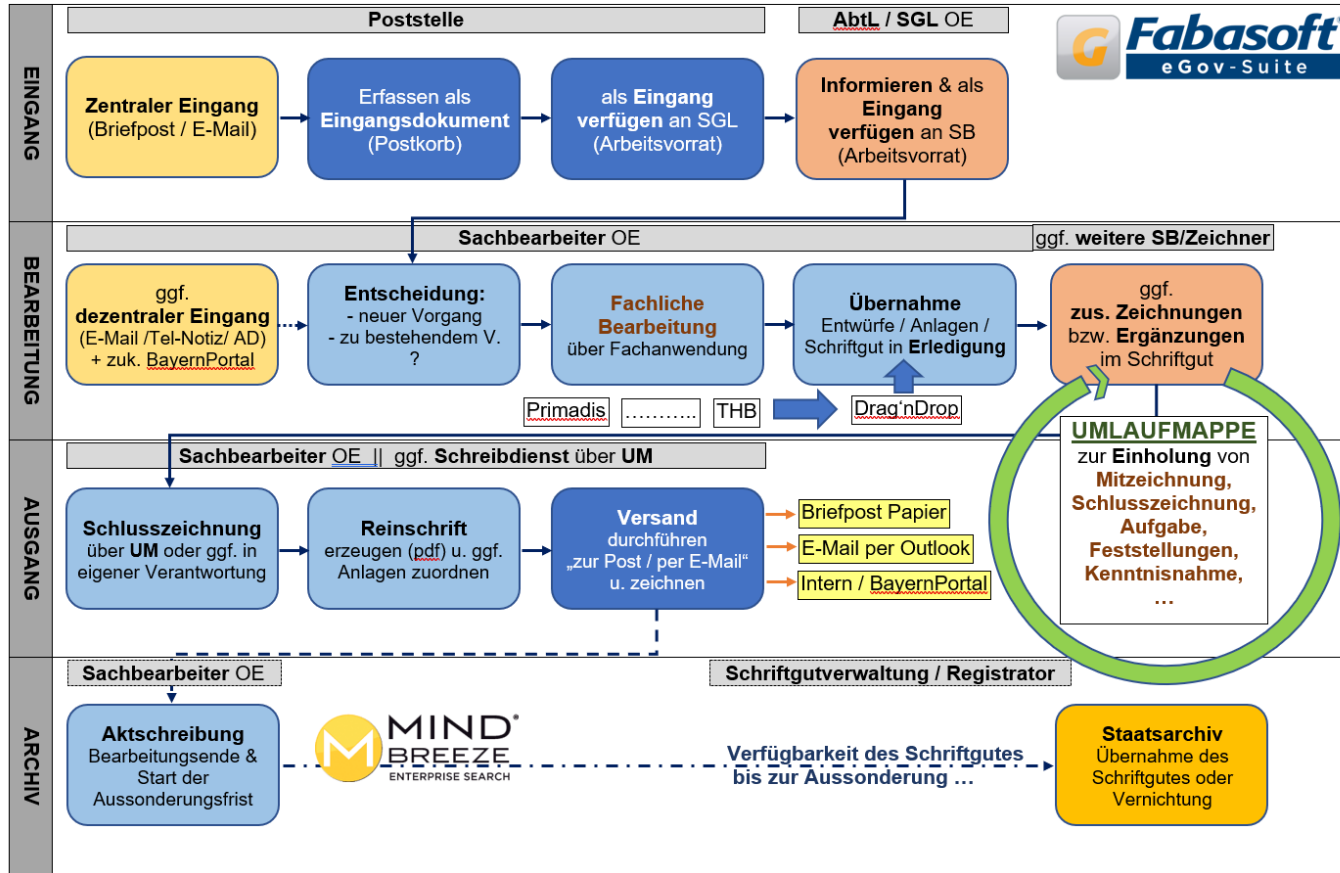 Poststelle
AbtL / SGL OE
Fabasoft®
eGov-Suite
G
EINGANG
Zentraler Eingang
(Briefpost / E-Mail)
Erfassen als
Eingangsdokument
(Postkorb)
als Eingang
verfügen an SGL
(Arbeitsvorrat)
Informieren & als
Eingang
verfügen an SB
(Arbeitsvorrat)
BEARBEITUNG
Sachbearbeiter OE
ggf. weitere SB/Zeichner
ggf.
dezentraler Eingang
(E-Mail /Tel-Notiz/ AD)
+ zuk. BayernPortal
Entscheidung:
- neuer Vorgang
- zu bestehendem V.
?
Fachliche
Bearbeitung
über Fachanwendung
Übernahme
Entwürfe / Anlagen /
Schriftgut in Erledigung
ggf.
zus. Zeichnungen
bzw. Ergänzungen
im Schriftgut
Primadis
………..
THB
Drag‘nDrop
UMLAUFMAPPE
zur Einholung von
Mitzeichnung,
Schlusszeichnung,
Aufgabe,
Feststellungen,
Kenntnisnahme,
…
AUSGANG
Sachbearbeiter OE || ggf. Schreibdienst über UM
Schlusszeichnung
über UM oder ggf. in
eigener Verantwortung
Reinschrift
erzeugen (pdf) u. ggf.
Anlagen zuordnen
Versand
durchführen
„zur Post / per E-Mail“
u. zeichnen
Briefpost Papier
E-Mail per Outlook
Intern / BayernPortal
ARCHIV
Sachbearbeiter OE
Schriftgutverwaltung / Registrator
Aktschreibung
Bearbeitungsende &
Start der
Aussonderungsfrist
M
MIND®
BREEZE
ENTERPRISE SEARCH
Verfügbarkeit des Schriftgutes
bis zur Aussonderung …
Staatsarchiv
Übernahme des
Schriftgutes oder
Vernichtung